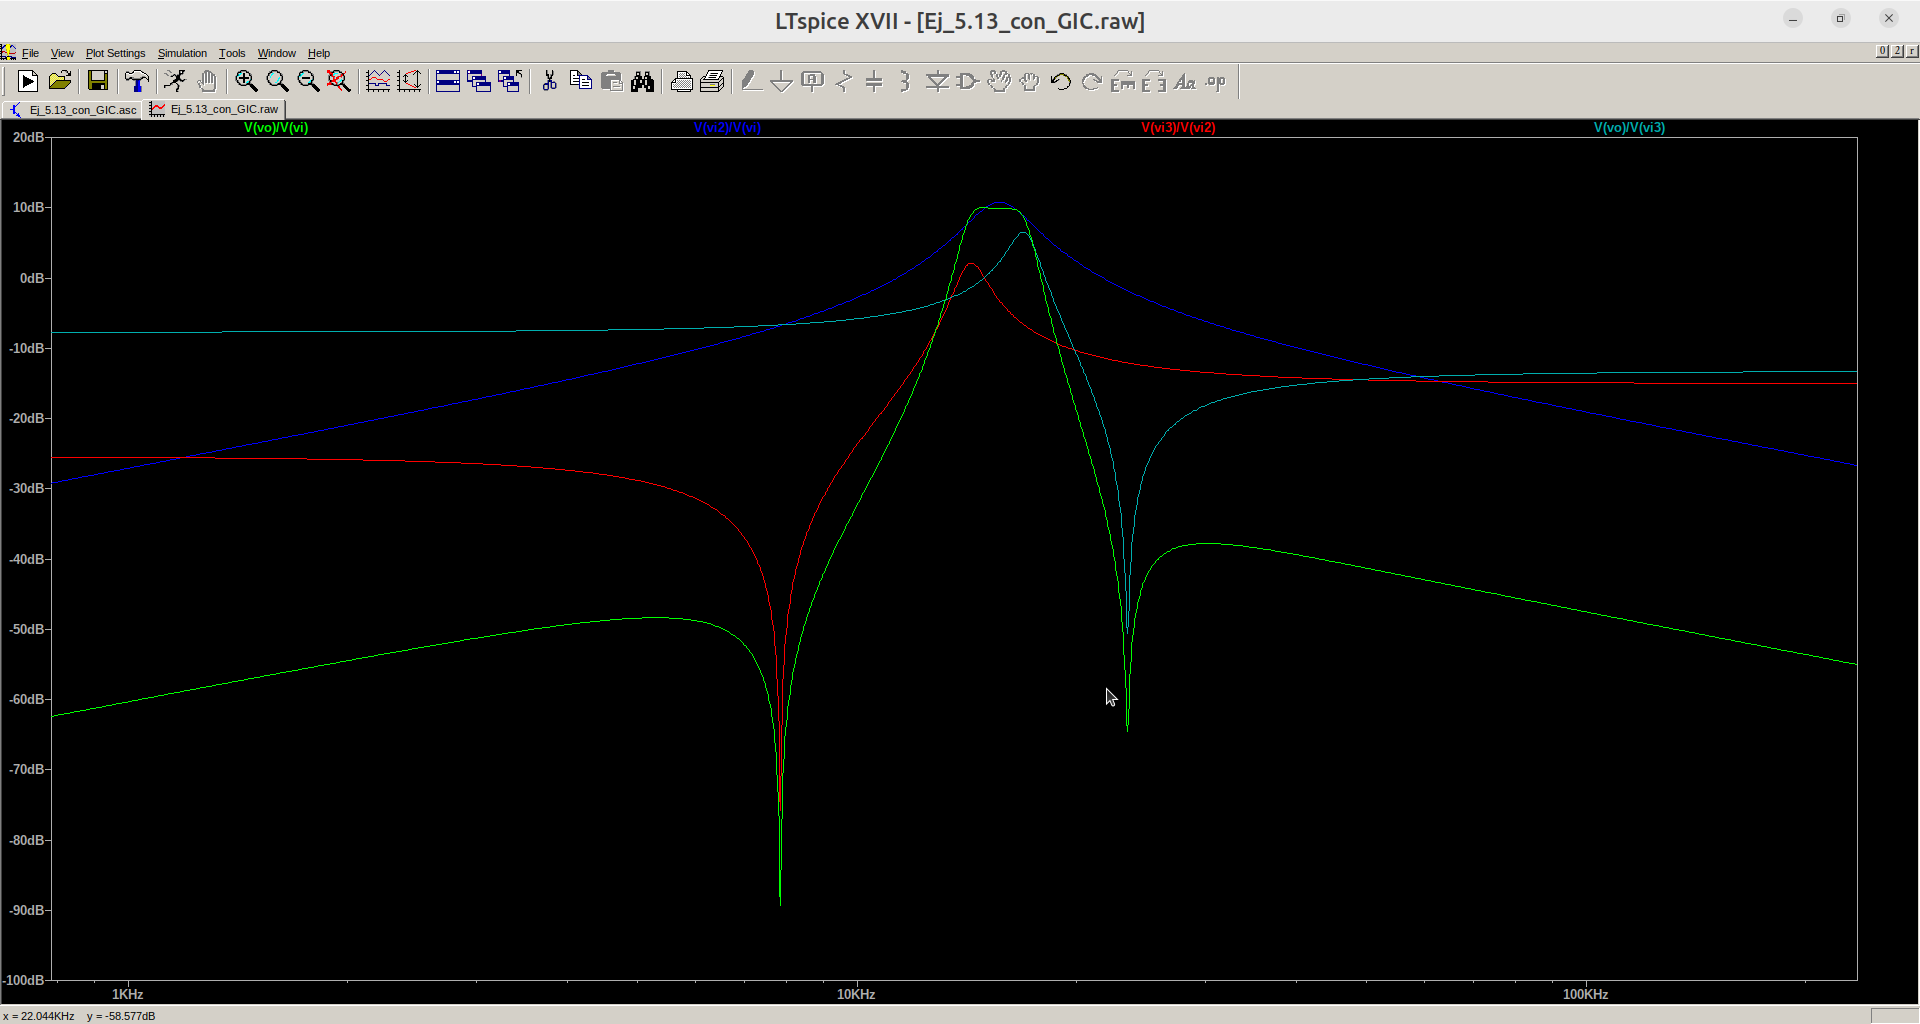 LTspice XVII - [Ej_5.13_con_GIC.raw]
File View Plot Settings Simulation Tools Window Help
Ej_5.13_con_GIC.asc Ej_5.13_con_GIC.raw
V(vo)/V(vi) V(vi2)/V(vi) V(vi3)/V(vi2) V(vo)/V(vi3)
20dB
10dB
0dB
-10dB
-20dB
-30dB
-40dB
-50dB
-60dB
-70dB
-80dB
-90dB
-100dB
1KHz 10KHz 100KHz
x = 22.044KHz y = -58.577dB